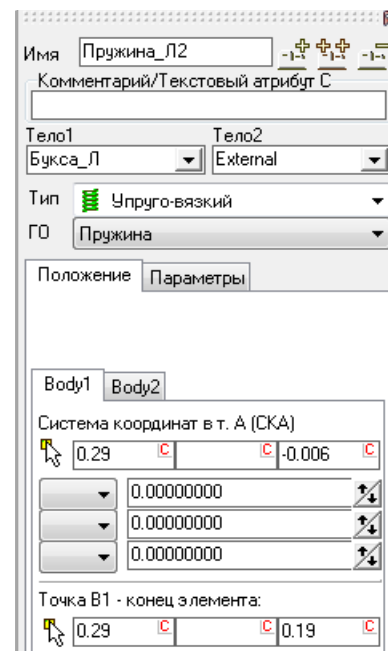 Имя Пружина_Л2
Комментарий/Текстовый атрибут C
Тело1 Тело2
Букса_Л External
Тип Упруго-вязкий
ГО Пружина
Положение Параметры
Body1 Body2
Система координат в т. A (СКА)
0.29 C C -0.006 C
0.00000000
0.00000000
0.00000000
Точка B1 - конец элемента:
0.29 C C 0.19 C